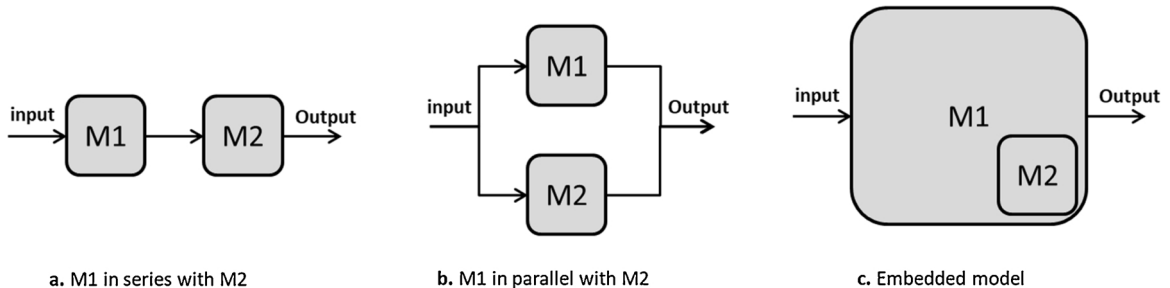 input
M1
M2
Output
a. M1 in series with M2
input
M1
M2
Output
b. M1 in parallel with M2
input
M1
M2
Output
c. Embedded model